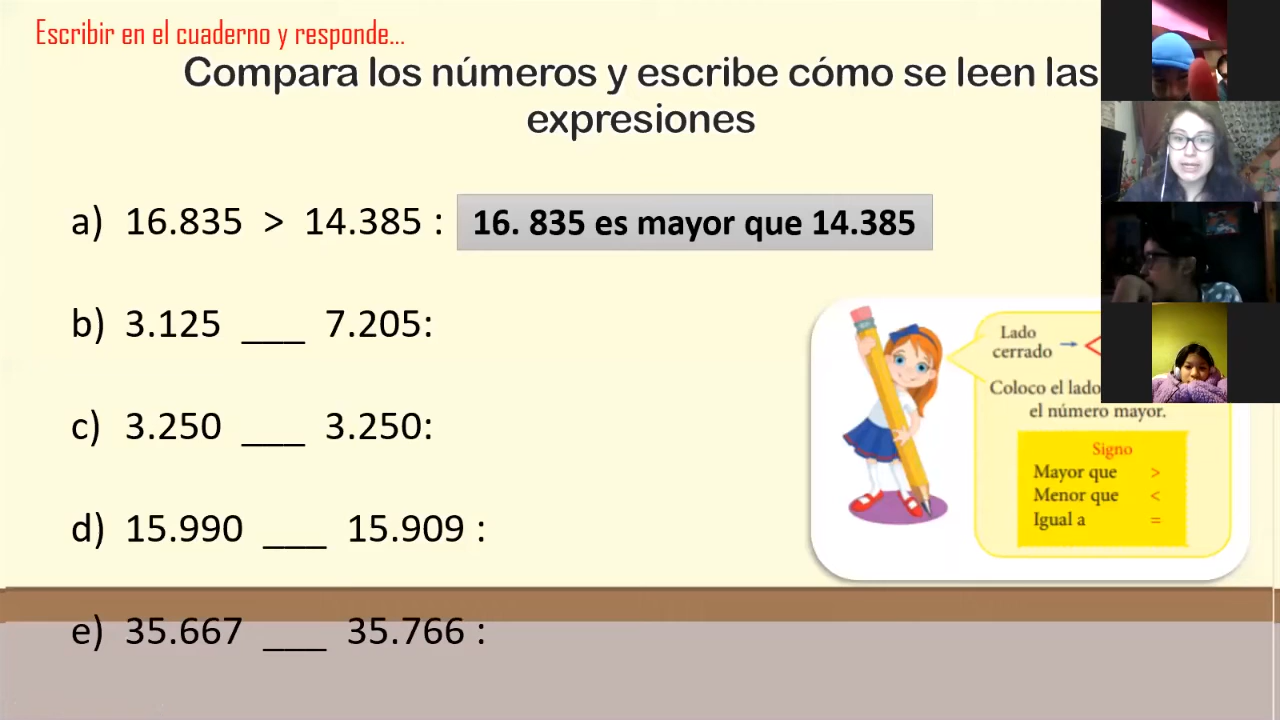 Escribir en el cuaderno y responde...
Compara los números y escribe cómo se leen las
expresiones
a) 16.835 > 14.385 : 16. 835 es mayor que 14.385
b) 3.125 ___ 7.205:
c) 3.250 ___ 3.250:
d) 15.990 ___ 15.909 :
e) 35.667 ___ 35.766 :
Lado
cerrado → <
Coloco el lado
el número mayor.
Signo
Mayor que >
Menor que <
Igual a =